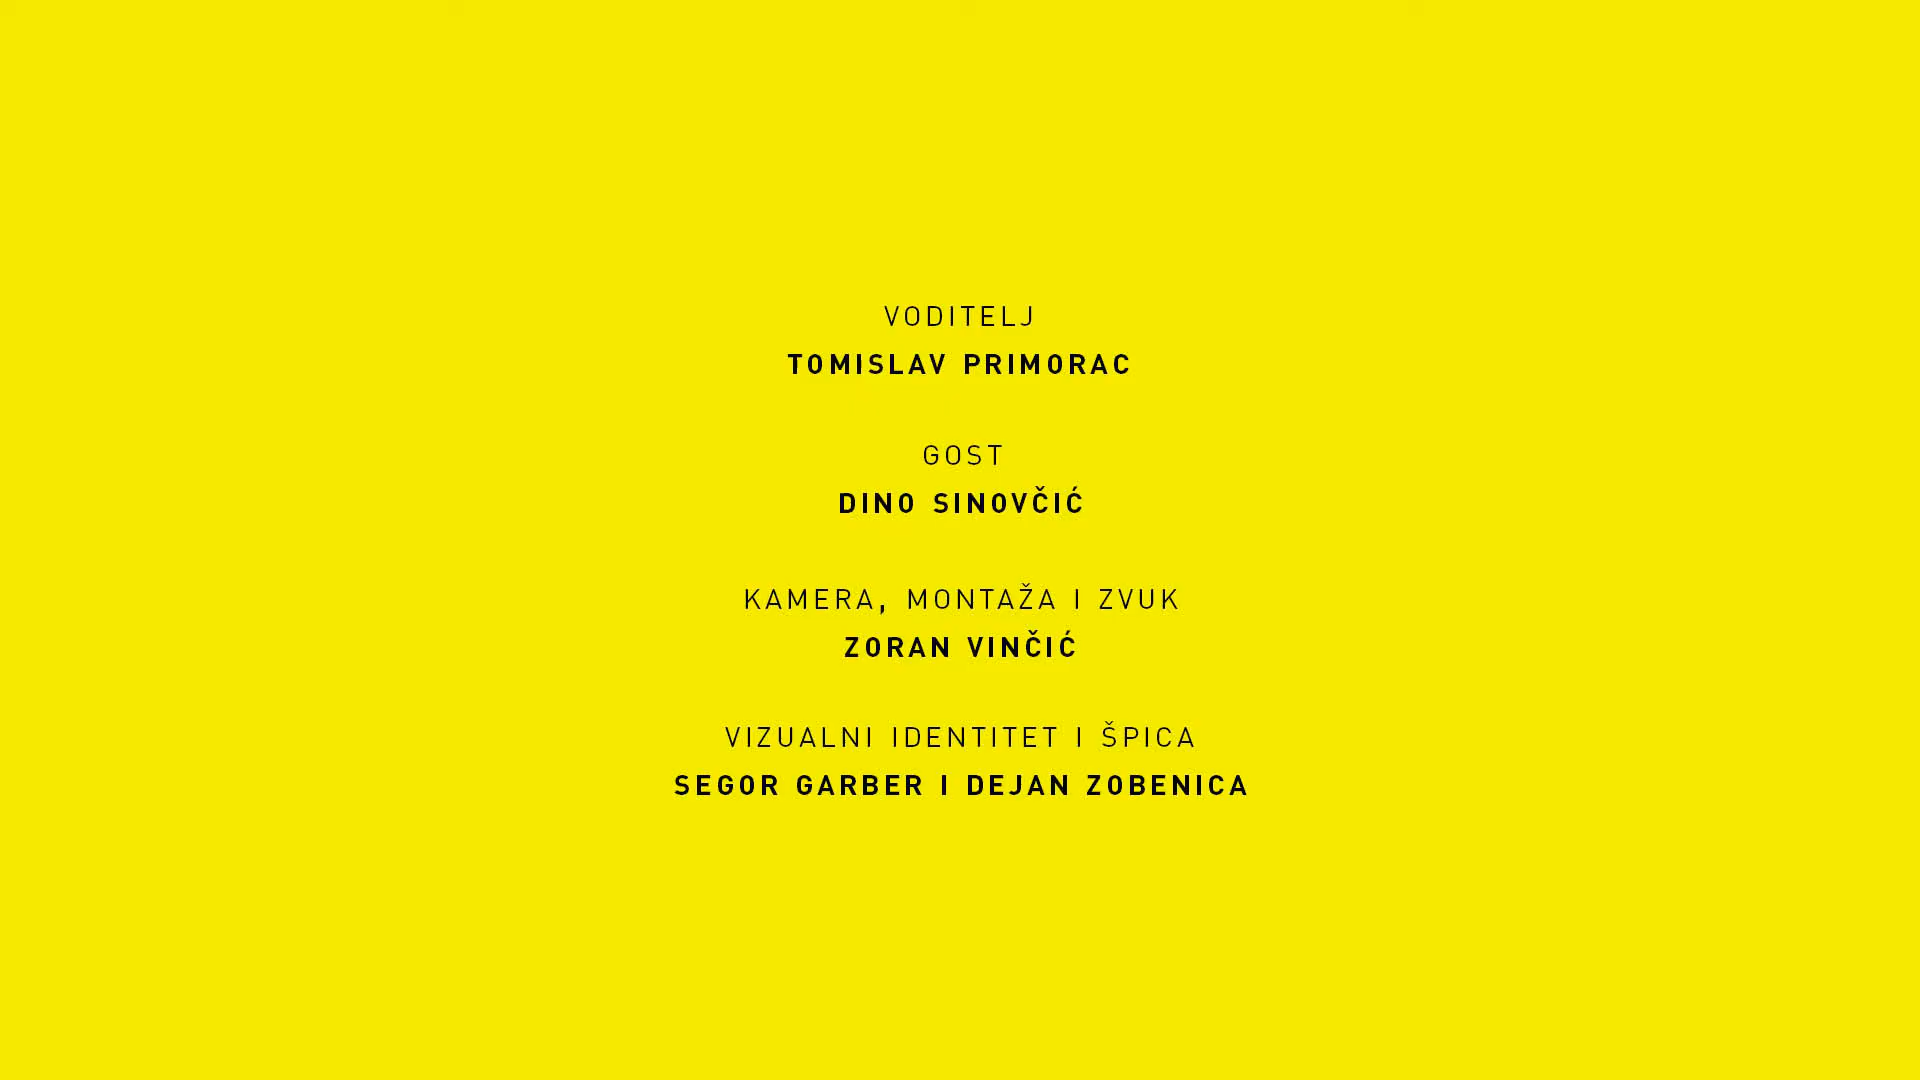 VODITELJ
TOMISLAV PRIMORAC
GOST
DINO SINOVČIĆ
KAMERA, MONTAŽA I ZVUK
ZORAN VINČIĆ
VIZUALNI IDENTITET I ŠPICA
SEGOR GARBER I DEJAN ZOBENICA